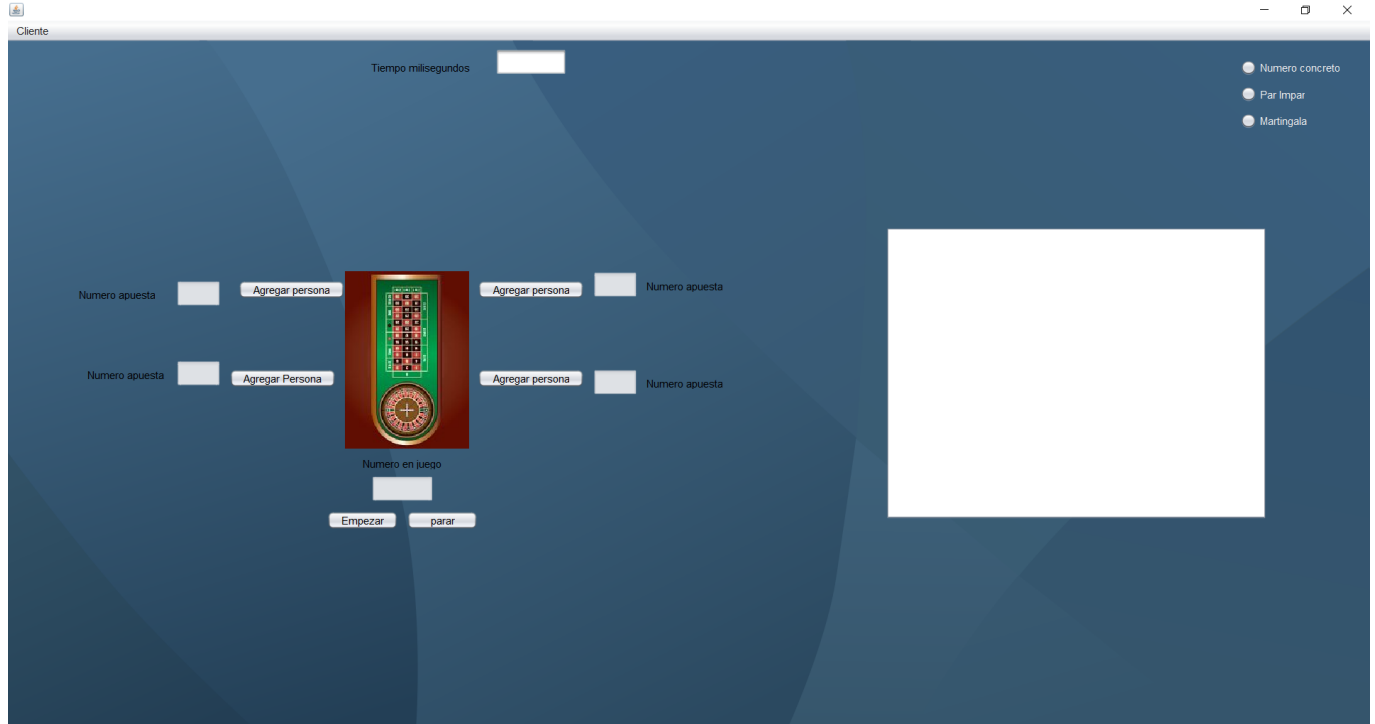 Cliente
Tiempo milisegundos
Numero concreto
Par Impar
Martingala
Numero apuesta
Agregar persona
Agregar persona
Numero apuesta
Numero apuesta
Agregar Persona
Agregar persona
Numero apuesta
Numero en juego
Empezar
parar